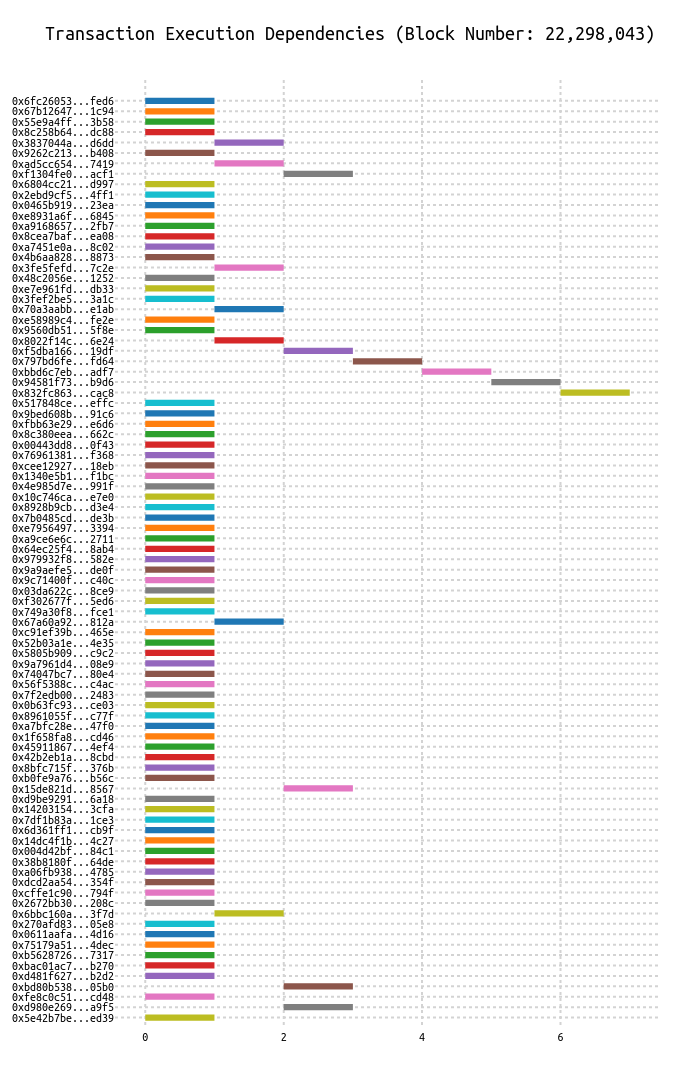 Transaction Execution Dependencies (Block Number: 22,298,043)
0x6fc26053...fed6
0x67b12647...1c94
0x55e9a4ff...3b58
0x8c258b64...dc88
0x3837044a...d6dd
0x9262c213...b408
0xad5cc654...7419
0xf1304fe0...acf1
0x6804cc21...d997
0x2ebd9cf5...4ff1
0x0465b919...23ea
0xe8931a6f...6845
0xa9168657...2fb7
0x8cea7baf...ea08
0xa7451e0a...8c02
0x4b6aa828...8873
0x3fe5fefd...7c2e
0x48c2056e...1252
0xe7e961fd...db33
0x3fef2be5...3a1c
0x70a3aabb...e1ab
0xe58989c4...fe2e
0x9560db51...5f8e
0x8022f14c...6e24
0xf5dba166...19df
0x797bd6fe...fd64
0xbbd6c7eb...adf7
0x94581f73...b9d6
0x832fc863...cac8
0x517848ce...effc
0x9bed608b...91c6
0xfbb63e29...e6d6
0x8c380eea...662c
0x00443dd8...0f43
0x76961381...f368
0xcee12927...18eb
0x1340e5b1...f1bc
0x4e985d7e...991f
0x10c746ca...e7e0
0x8928b9cb...d3e4
0x7b0485cd...de3b
0xe7956497...3394
0xa9ce6e6c...2711
0x64ec25f4...8ab4
0x979932f8...582e
0x9a9aefe5...de0f
0x9c71400f...c40c
0x03da622c...8ce9
0xf302677f...5ed6
0x749a30f8...fce1
0x67a60a92...812a
0xc91ef39b...465e
0x52b03a1e...4e35
0x5805b909...c9c2
0x9a7961d4...08e9
0x74047bc7...80e4
0x56f5388c...c4ac
0x7f2edb00...2483
0x0b63fc93...ce03
0x8961055f...c77f
0xa7bfc28e...47f0
0x1f658fa8...cd46
0x45911867...4ef4
0x42b2eb1a...8cbd
0x8bfc715f...376b
0xb0fe9a76...b56c
0x15de821d...8567
0xd9be9291...6a18
0x14203154...3cfa
0x7df1b83a...1ce3
0x6d361ff1...cb9f
0x14dc4f1b...4c27
0x004d42bf...84c1
0x38b8180f...64de
0xa06fb938...4785
0xdcd2aa54...354f
0xcffe1c90...794f
0x2672bb30...208c
0x6bbc160a...3f7d
0x270afd83...05e8
0x0611aafa...4d16
0x75179a51...4dec
0xb5628726...7317
0xbac01ac7...b270
0xd481f627...b2d2
0xbd80b538...05b0
0xfe8c0c51...cd48
0xd980e269...a9f5
0x5e42b7be...ed39
0 2 4 6